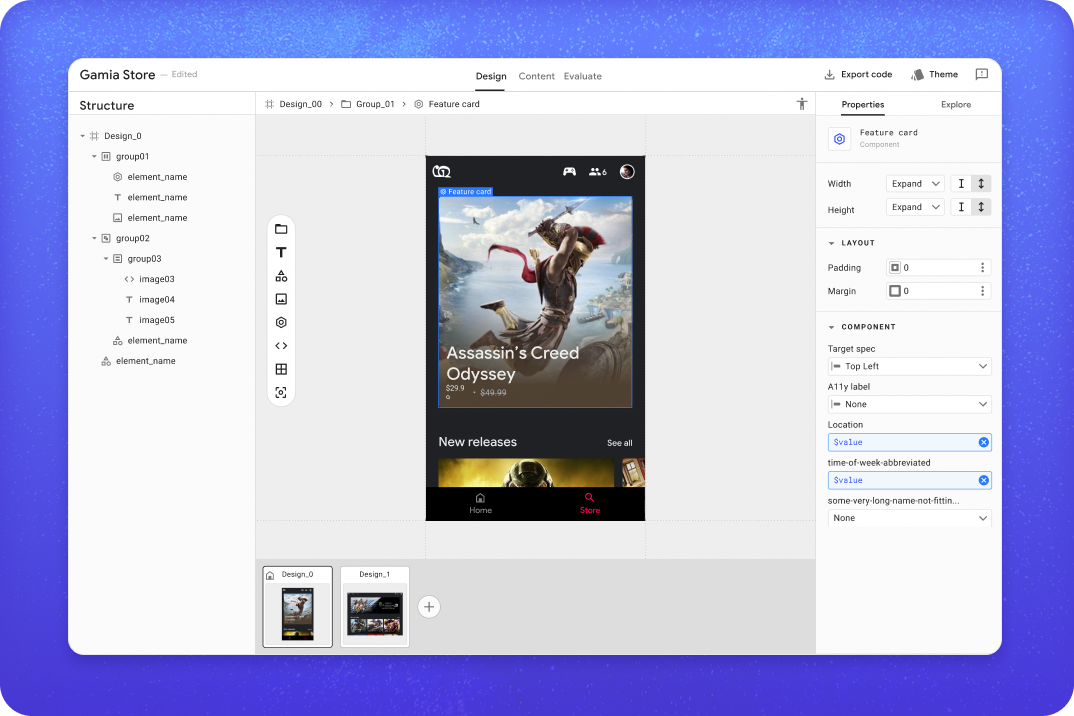 Gamia Store — Edited
Design Content Evaluate
Export code Theme
Structure
Design_00 > Group_01 > Feature card
Properties Explore
Design_0
group01
element_name
element_name
element_name
group02
group03
image03
image04
image05
element_name
element_name
6
Feature card
Assassin's Creed
Odyssey
$29.9
9
· $49.99
New releases See all
Home Store
Feature card
Component
Width Expand
Height Expand
LAYOUT
Padding 0
Margin 0
COMPONENT
Target spec
Top Left
A11y label
None
Location
$value
time-of-week-abbreviated
$value
some-very-long-name-not-fittin...
None
Design_0 Design_1